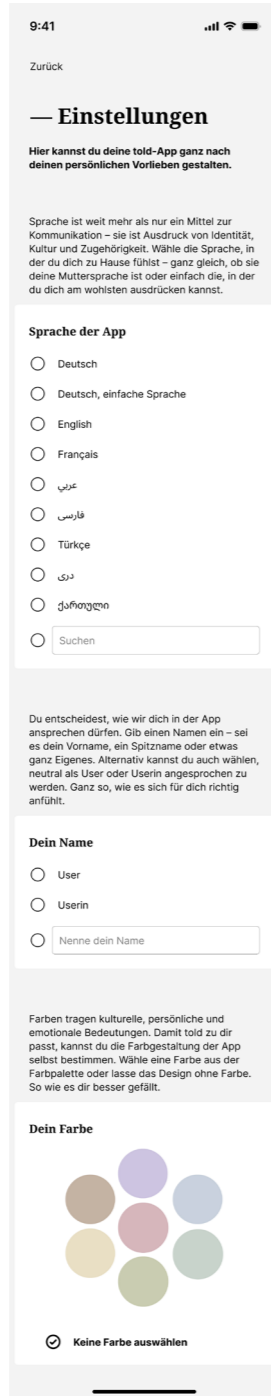 9:41
Zurück
— Einstellungen
Hier kannst du deine told-App ganz nach
deinen persönlichen Vorlieben gestalten.
Sprache ist weit mehr als nur ein Mittel zur
Kommunikation – sie ist Ausdruck von Identität,
Kultur und Zugehörigkeit. Wähle die Sprache, in
der du dich zu Hause fühlst – ganz gleich, ob sie
deine Muttersprache ist oder einfach die, in der
du dich am wohlsten ausdrücken kannst.
Sprache der App
Deutsch
Deutsch, einfache Sprache
English
Français
عربي
فارسی
Türkçe
دری
ქართული
Suchen
Du entscheidest, wie wir dich in der App
ansprechen dürfen. Gib einen Namen ein – sei
es dein Vorname, ein Spitzname oder etwas
ganz Eigenes. Alternativ kannst du auch wählen,
neutral als User oder Userin angesprochen zu
werden. Ganz so, wie es sich für dich richtig
anfühlt.
Dein Name
User
Userin
Nenne dein Name
Farben tragen kulturelle, persönliche und
emotionale Bedeutungen. Damit told zu dir
passt, kannst du die Farbgestaltung der App
selbst bestimmen. Wähle eine Farbe aus der
Farbpalette oder lasse das Design ohne Farbe.
So wie es dir besser gefällt.
Dein Farbe
Keine Farbe auswählen